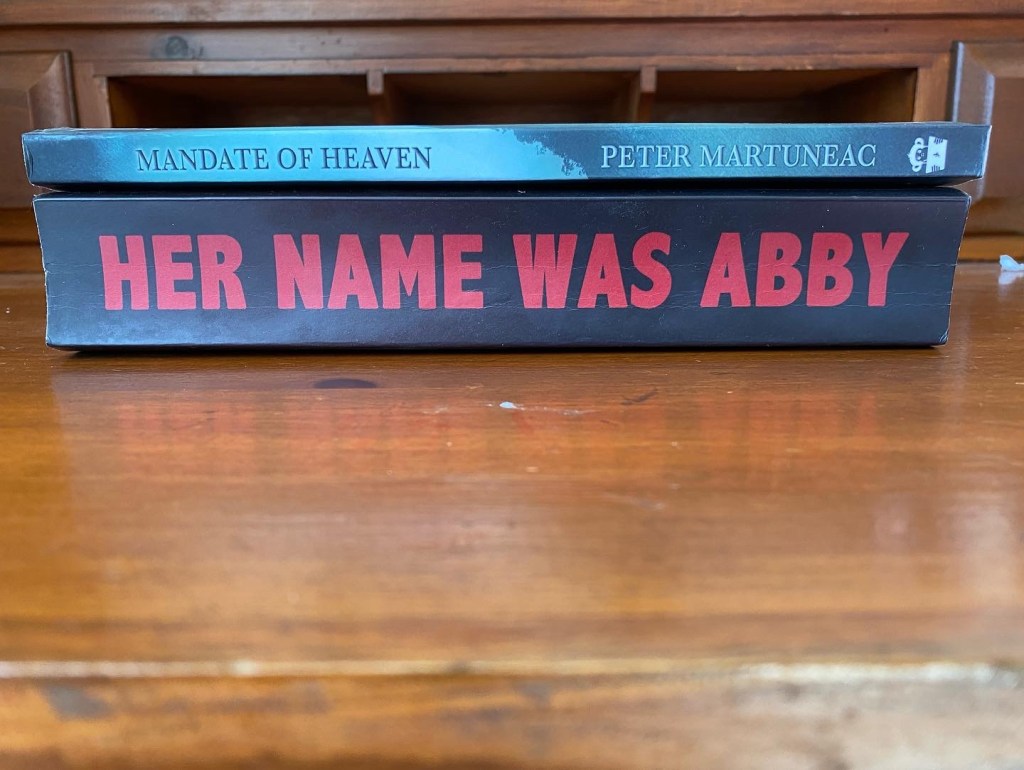 MANDATE OF HEAVEN PETER MARTUNEAC
HER NAME WAS ABBY